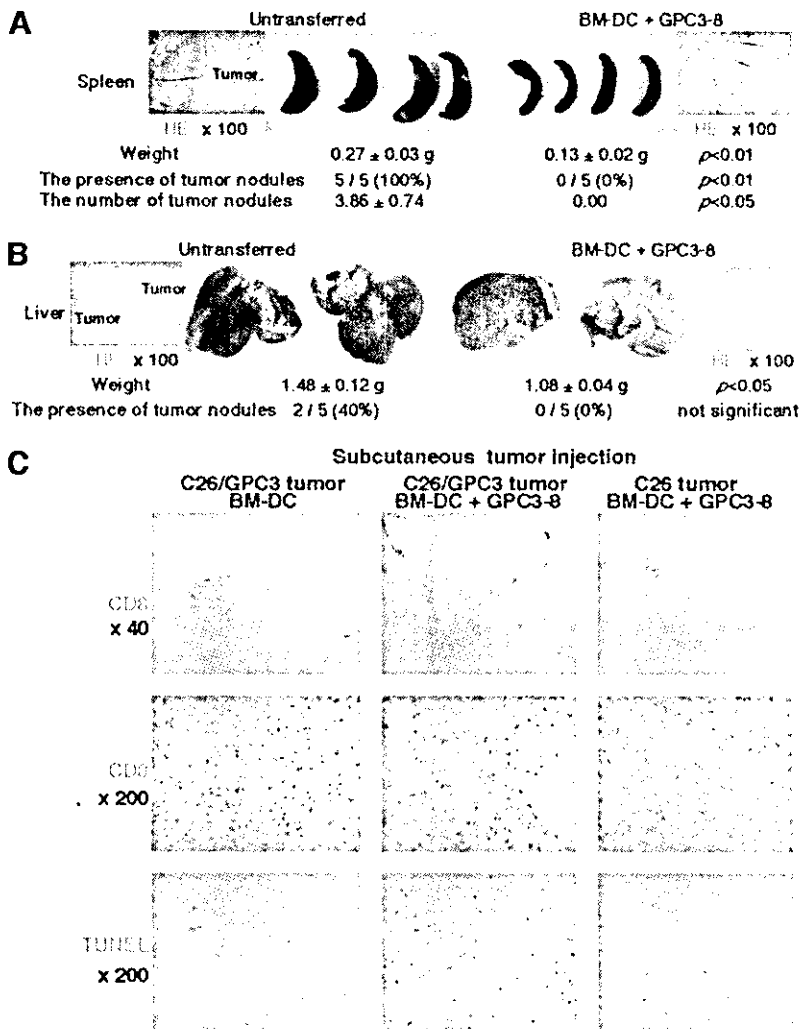 A
Untransferred BM-DC + GPC3-8
Spleen Tumor
HE x 100 HE x 100
Weight 0.27 ± 0.03 g 0.13 ± 0.02 g p<0.01
The presence of tumor nodules 5 / 5 (100%) 0 / 5 (0%) p<0.01
The number of tumor nodules 3.86 ± 0.74 0.00 p<0.05
B
Untransferred BM-DC + GPC3-8
Tumor
Liver Tumor
HE x 100 HE x 100
Weight 1.48 ± 0.12 g 1.08 ± 0.04 g p<0.05
The presence of tumor nodules 2 / 5 (40%) 0 / 5 (0%) not significant
C
Subcutaneous tumor injection
C26/GPC3 tumor C26/GPC3 tumor C26 tumor
BM-DC BM-DC + GPC3-8 BM-DC + GPC3-8
CD8
x 40
CD8
x 200
TUNEL
x 200